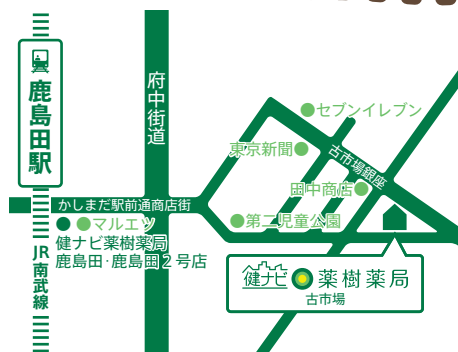 鹿島田駅
JR南武線
府中街道
かしまだ駅前通商店街
マルエツ
健ナビ薬樹薬局
鹿島田・鹿島田2号店
セブンイレブン
東京新聞
古市場銀座
田中商店
第二児童公園
健ナビ 薬樹薬局
古市場